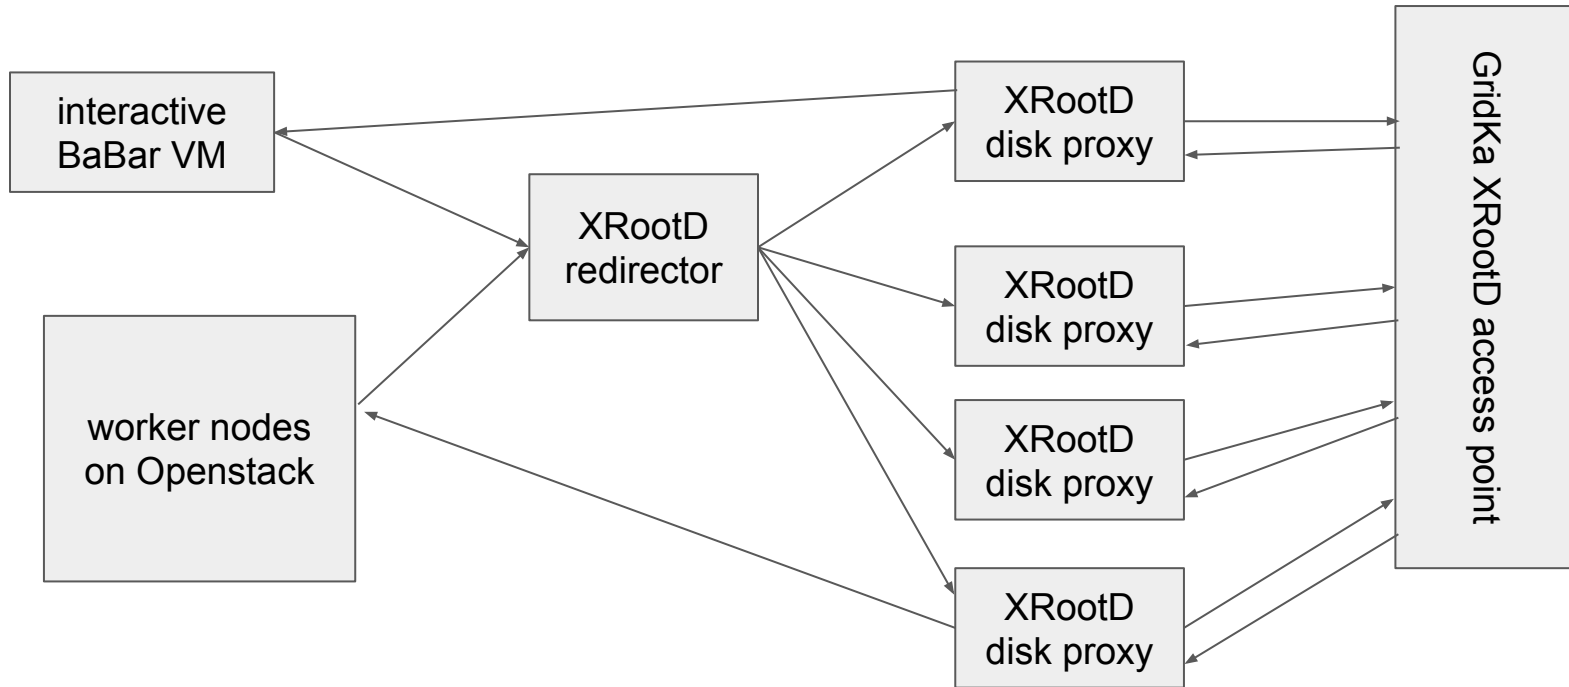 interactive
BaBar VM
worker nodes
on Openstack
XRootD
redirector
XRootD
disk proxy
XRootD
disk proxy
XRootD
disk proxy
XRootD
disk proxy
GridKa XRootD access point